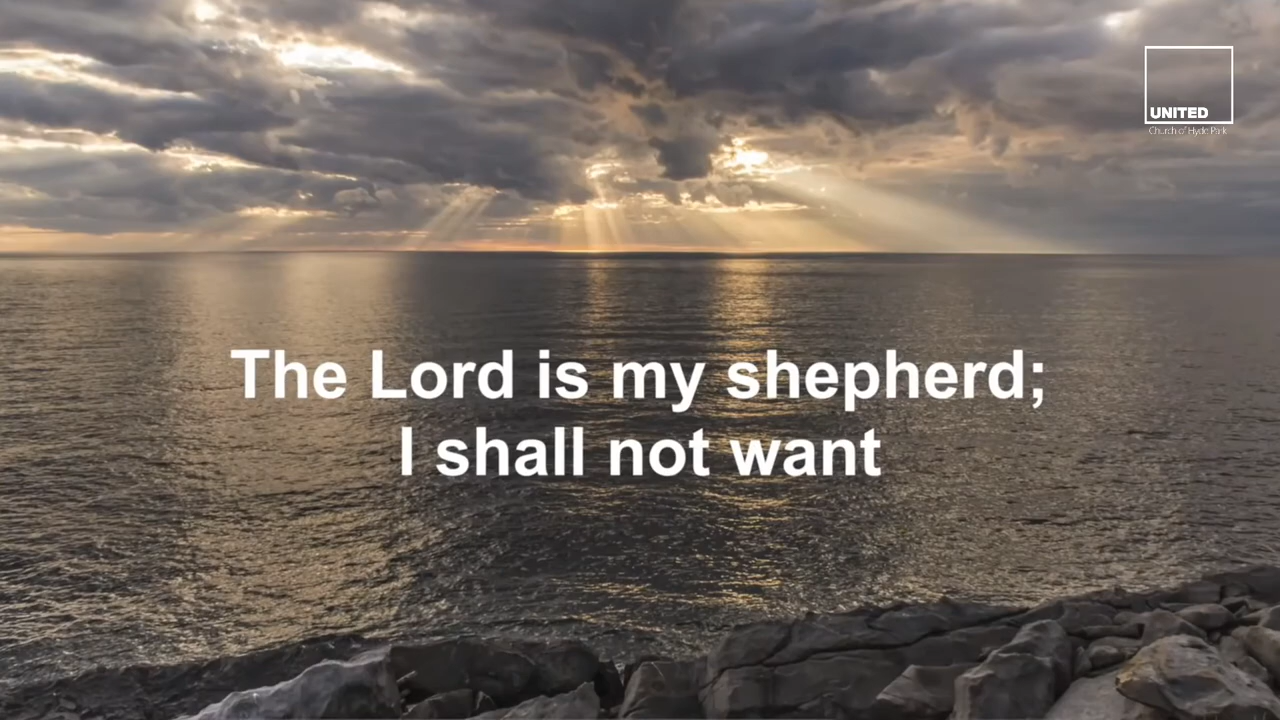 UNITED
Church of Hyde Park
The Lord is my shepherd;
I shall not want